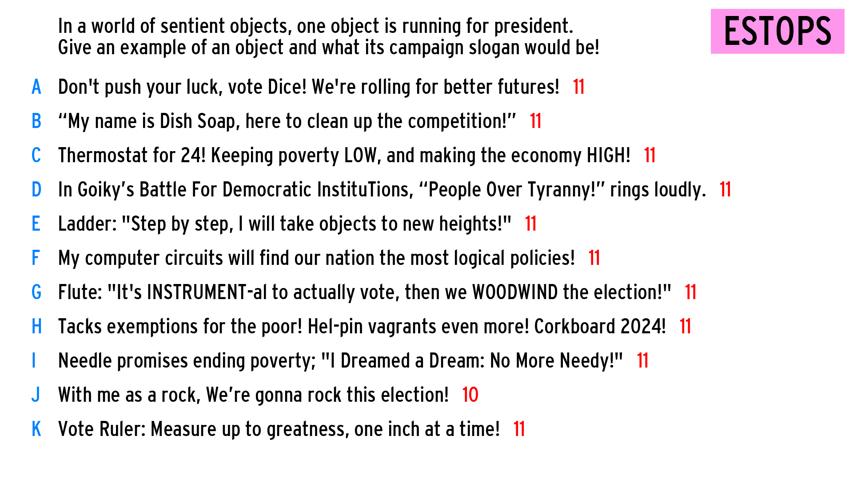 In a world of sentient objects, one object is running for president.
Give an example of an object and what its campaign slogan would be!
ESTOPS
A Don't push your luck, vote Dice! We're rolling for better futures! 11
B “My name is Dish Soap, here to clean up the competition!” 11
C Thermostat for 24! Keeping poverty LOW, and making the economy HIGH! 11
D In Goiky’s Battle For Democratic InstituTions, “People Over Tyranny!” rings loudly. 11
E Ladder: "Step by step, I will take objects to new heights!" 11
F My computer circuits will find our nation the most logical policies! 11
G Flute: "It's INSTRUMENT-al to actually vote, then we WOODWIND the election!" 11
H Tacks exemptions for the poor! Hel-pin vagrants even more! Corkboard 2024! 11
I Needle promises ending poverty; "I Dreamed a Dream: No More Needy!" 11
J With me as a rock, We’re gonna rock this election! 10
K Vote Ruler: Measure up to greatness, one inch at a time! 11